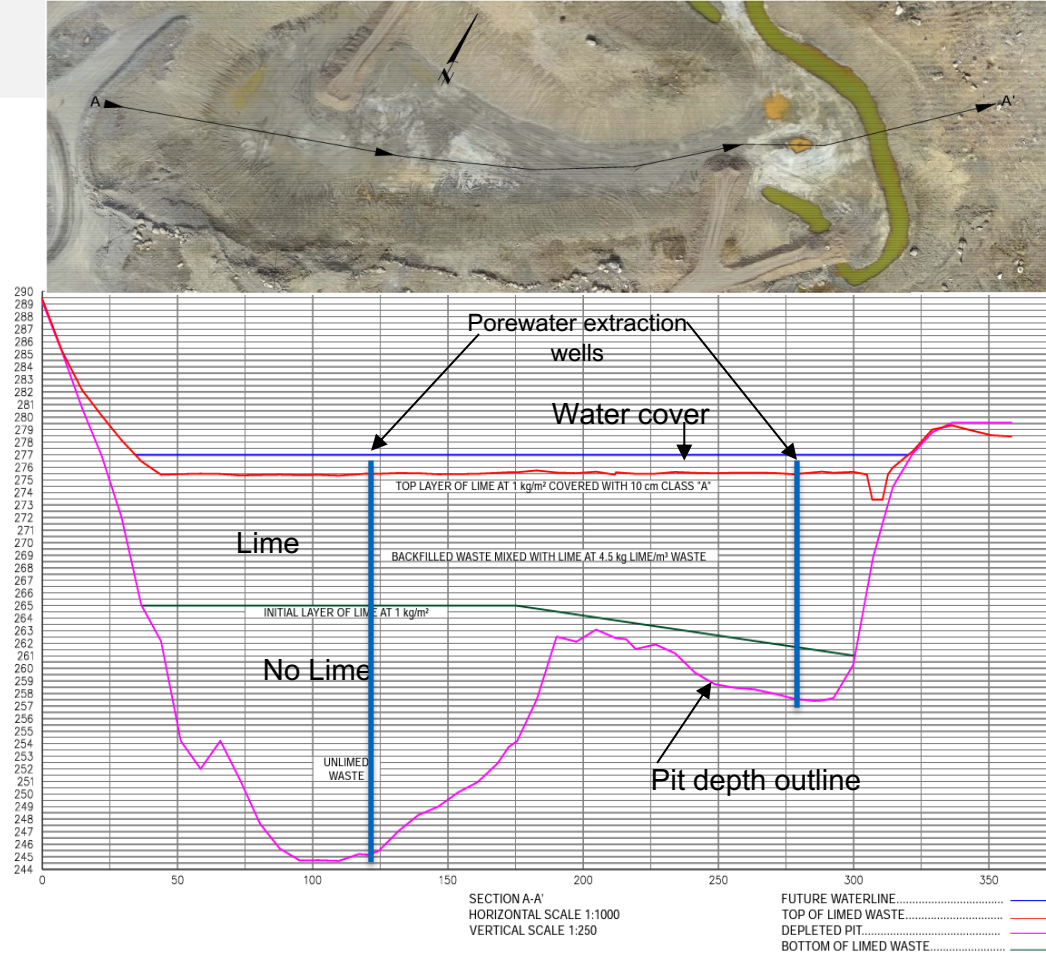 N
A
A'
290
289
288
287
286
285
284
283
282
281
280
279
278
277
276
275
274
273
272
271
270
269
268
267
266
265
264
263
262
261
260
259
258
257
256
255
254
253
252
251
250
249
248
247
246
245
244
Porewater extraction
wells
Water cover
TOP LAYER OF LIME AT 1 kg/m² COVERED WITH 10 cm CLASS "A"
Lime
BACKFILLED WASTE MIXED WITH LIME AT 4.5 kg LIME/m³ WASTE
INITIAL LAYER OF LIME AT 1 kg/m²
No Lime
UNLIMED
WASTE
Pit depth outline
0 50 100 150 200 250 300 350
SECTION A-A'
HORIZONTAL SCALE 1:1000
VERTICAL SCALE 1:250
FUTURE WATERLINE
TOP OF LIMED WASTE
DEPLETED PIT
BOTTOM OF LIMED WASTE